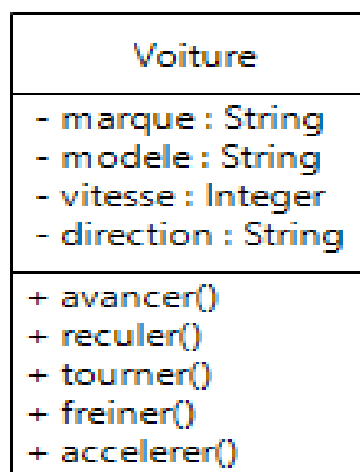 Voiture
- marque : String
- modele : String
- vitesse : Integer
- direction : String
+ avancer()
+ reculer()
+ tourner()
+ freiner()
+ accelerer()